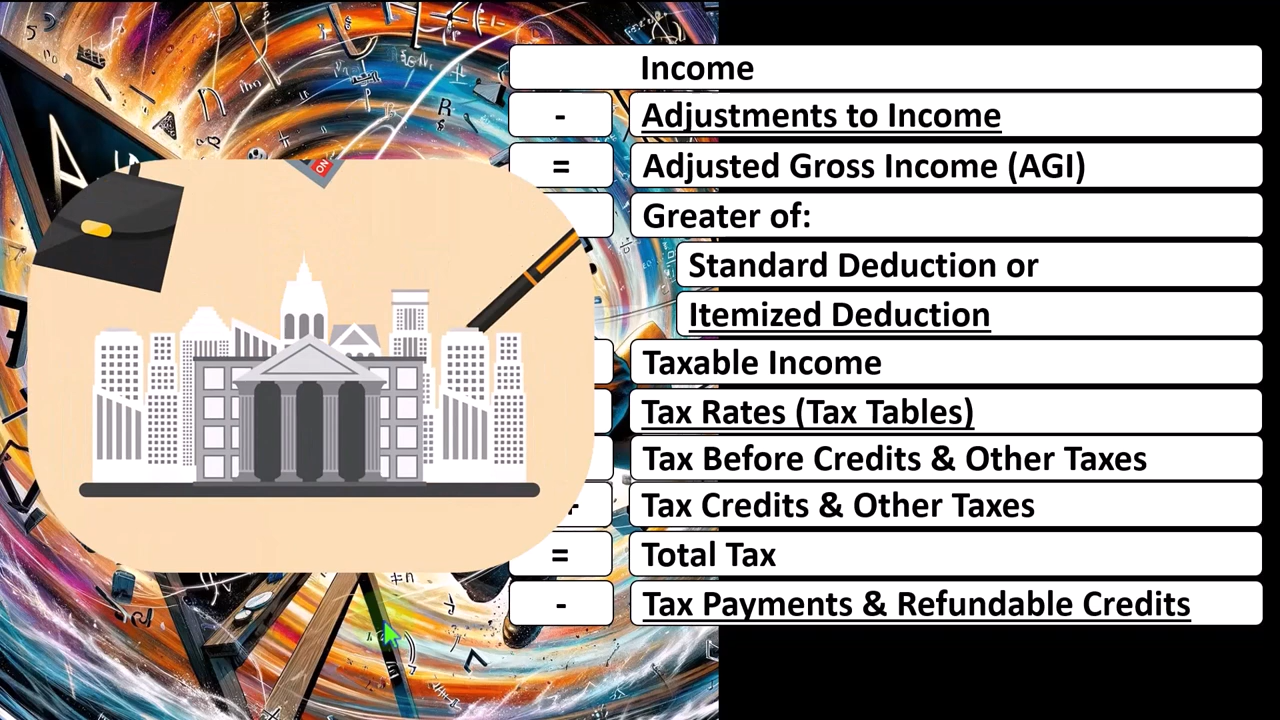 Income
- Adjustments to Income
= Adjusted Gross Income (AGI)
Greater of:
Standard Deduction or
Itemized Deduction
Taxable Income
Tax Rates (Tax Tables)
Tax Before Credits & Other Taxes
Tax Credits & Other Taxes
= Total Tax
- Tax Payments & Refundable Credits